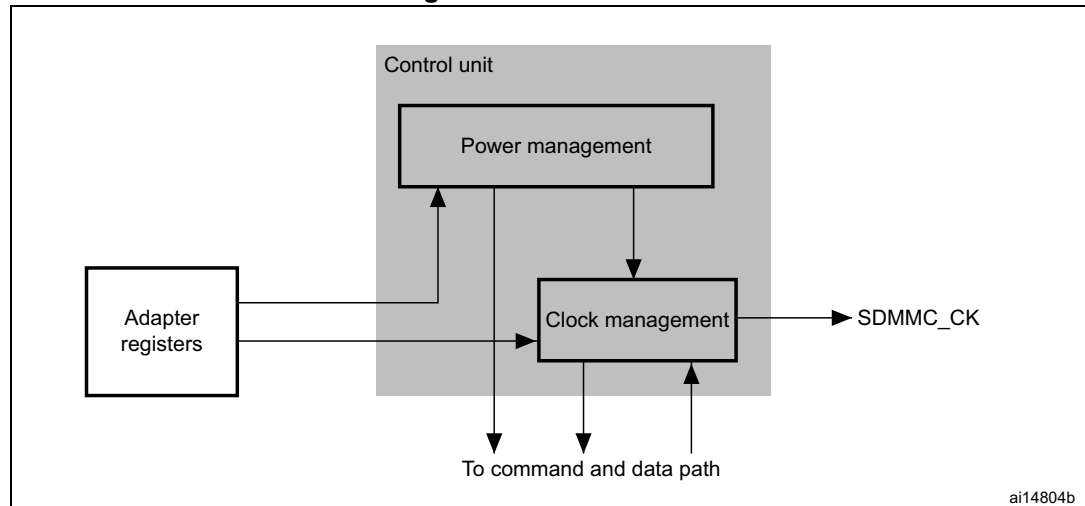 Control unit
Power management
Adapter
registers
Clock management
SDMMC_CK
To command and data path
ai14804b